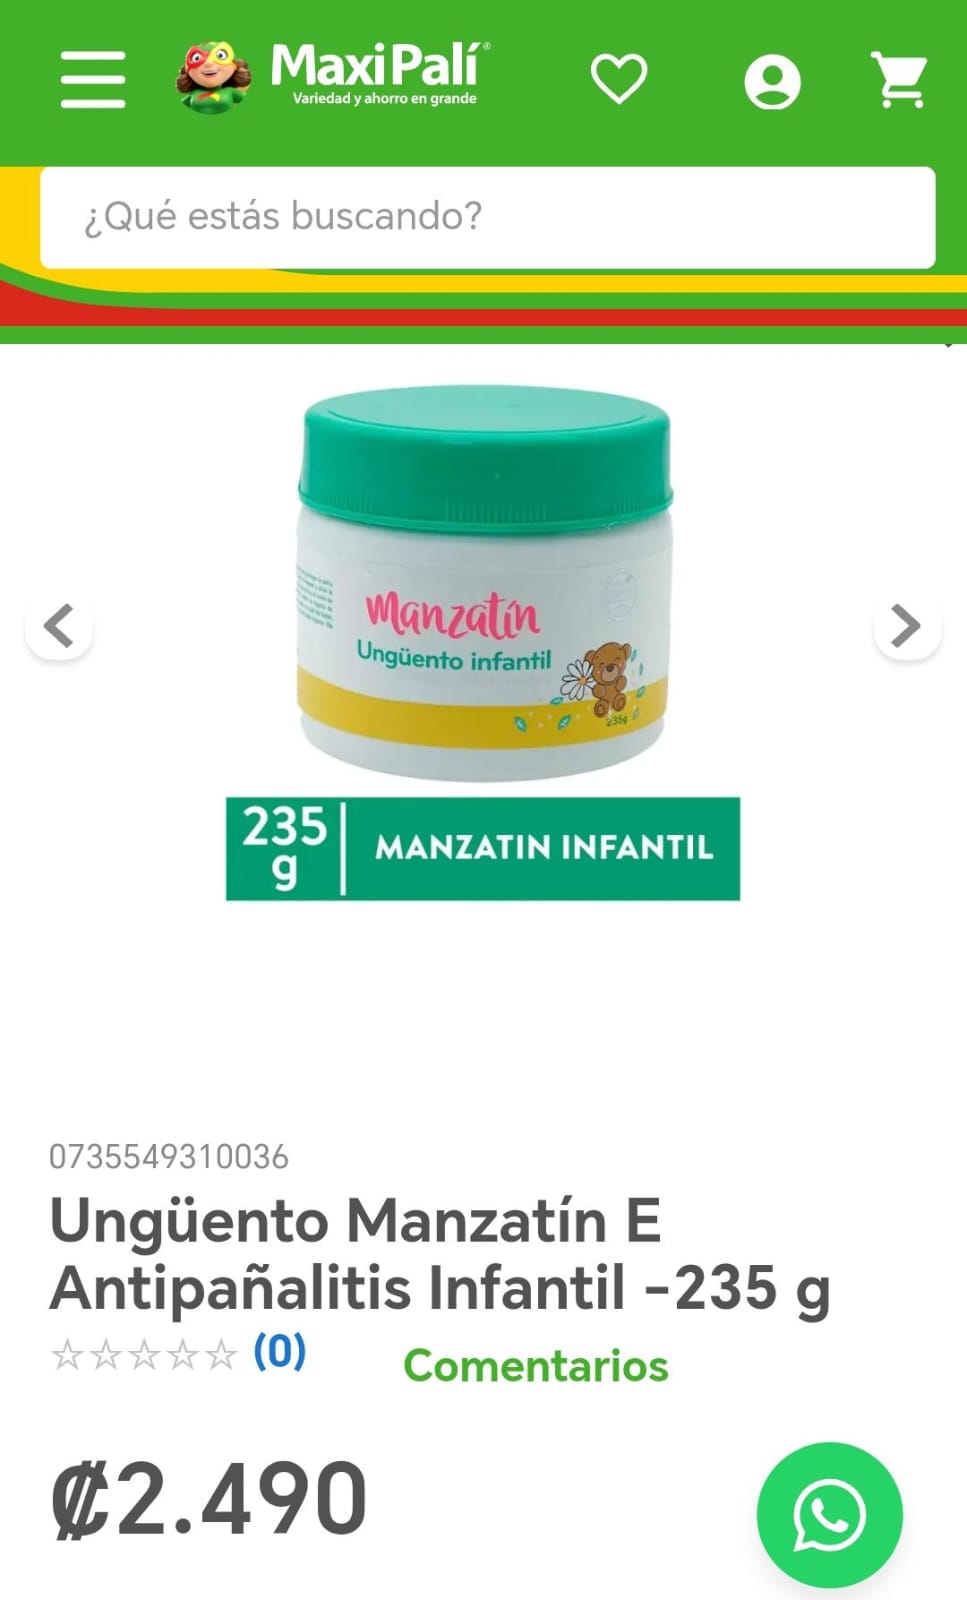 MaxiPalí®
Variedad y ahorro en grande
¿Qué estás buscando?
manzatín
Ungüento infantil
235g
235
g
MANZATIN INFANTIL
0735549310036
Ungüento Manzatín E
Antipañalitis Infantil -235 g
(0)
Comentarios
₡2.490